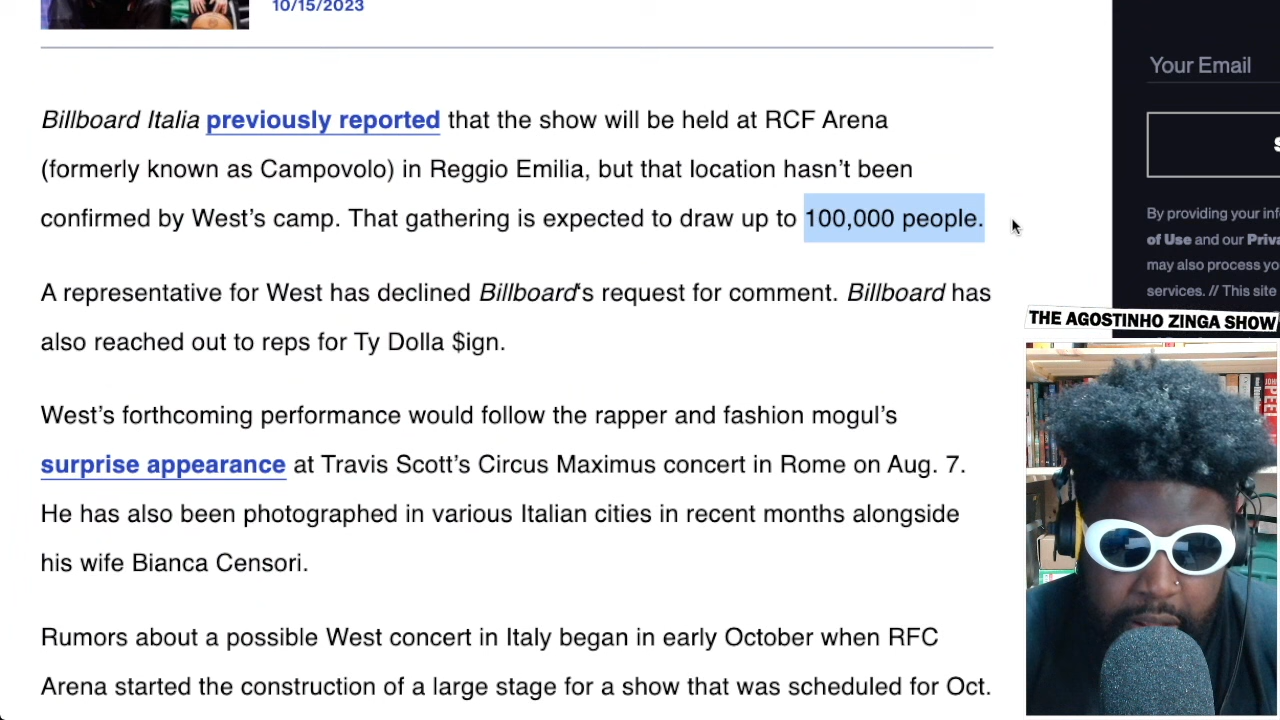 10/15/2023
Billboard Italia previously reported that the show will be held at RCF Arena
(formerly known as Campovolo) in Reggio Emilia, but that location hasn’t been
confirmed by West’s camp. That gathering is expected to draw up to 100,000 people.
A representative for West has declined Billboard‘s request for comment. Billboard has
also reached out to reps for Ty Dolla $ign.
West’s forthcoming performance would follow the rapper and fashion mogul’s
surprise appearance at Travis Scott’s Circus Maximus concert in Rome on Aug. 7.
He has also been photographed in various Italian cities in recent months alongside
his wife Bianca Censori.
Rumors about a possible West concert in Italy began in early October when RFC
Arena started the construction of a large stage for a show that was scheduled for Oct.
Your Email
S
By providing your inf
of Use and our Priva
may also process yo
services. // This site
THE AGOSTINHO ZINGA SHOW